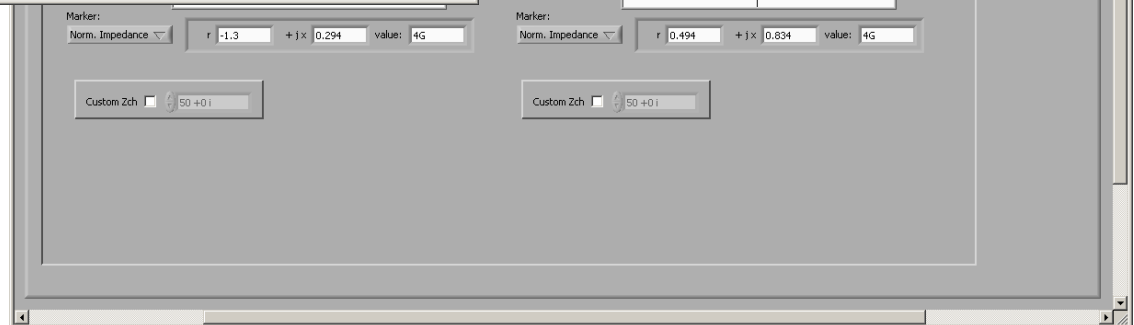 Marker:
Norm. Impedance r -1.3 + j x 0.294 value: 4G
Custom Zch 50 +0 i
Marker:
Norm. Impedance r 0.494 + j x 0.834 value: 4G
Custom Zch 50 +0 i